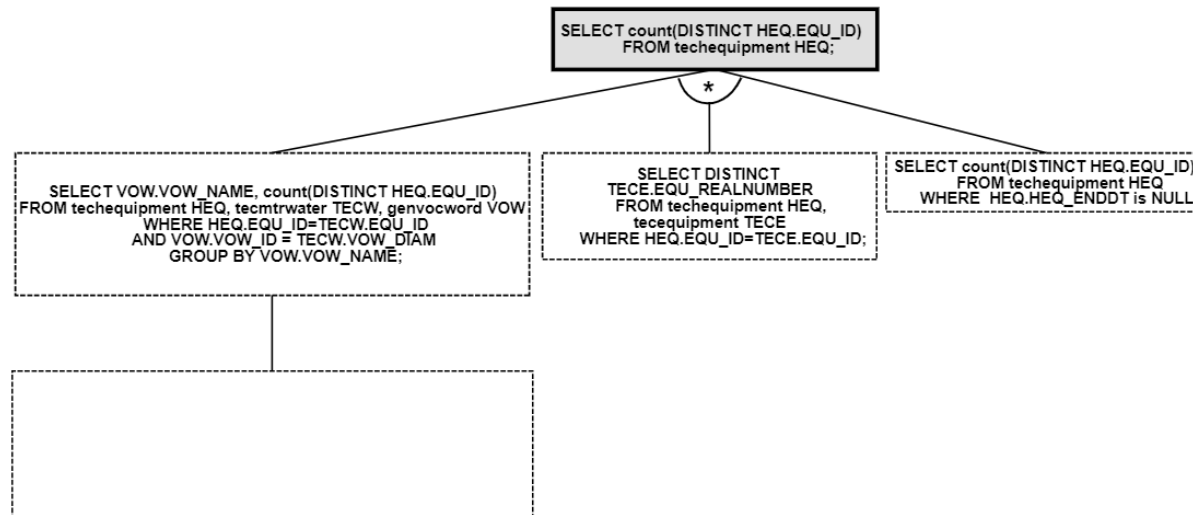 SELECT count(DISTINCT HEQ.EQU_ID)
FROM techequipment HEQ;
*
SELECT VOW.VOW_NAME, count(DISTINCT HEQ.EQU_ID)
FROM techequipment HEQ, tecmtrwater TECW, genvocword VOW
WHERE HEQ.EQU_ID=TECW.EQU_ID
AND VOW.VOW_ID = TECW.VOW_DIAM
GROUP BY VOW.VOW_NAME;
SELECT DISTINCT
TECE.EQU_REALNUMBER
FROM techequipment HEQ,
tecequipment TECE
WHERE HEQ.EQU_ID=TECE.EQU_ID;
SELECT count(DISTINCT HEQ.EQU_ID)
FROM techequipment HEQ
WHERE HEQ.HEQ_ENDDT is NULL